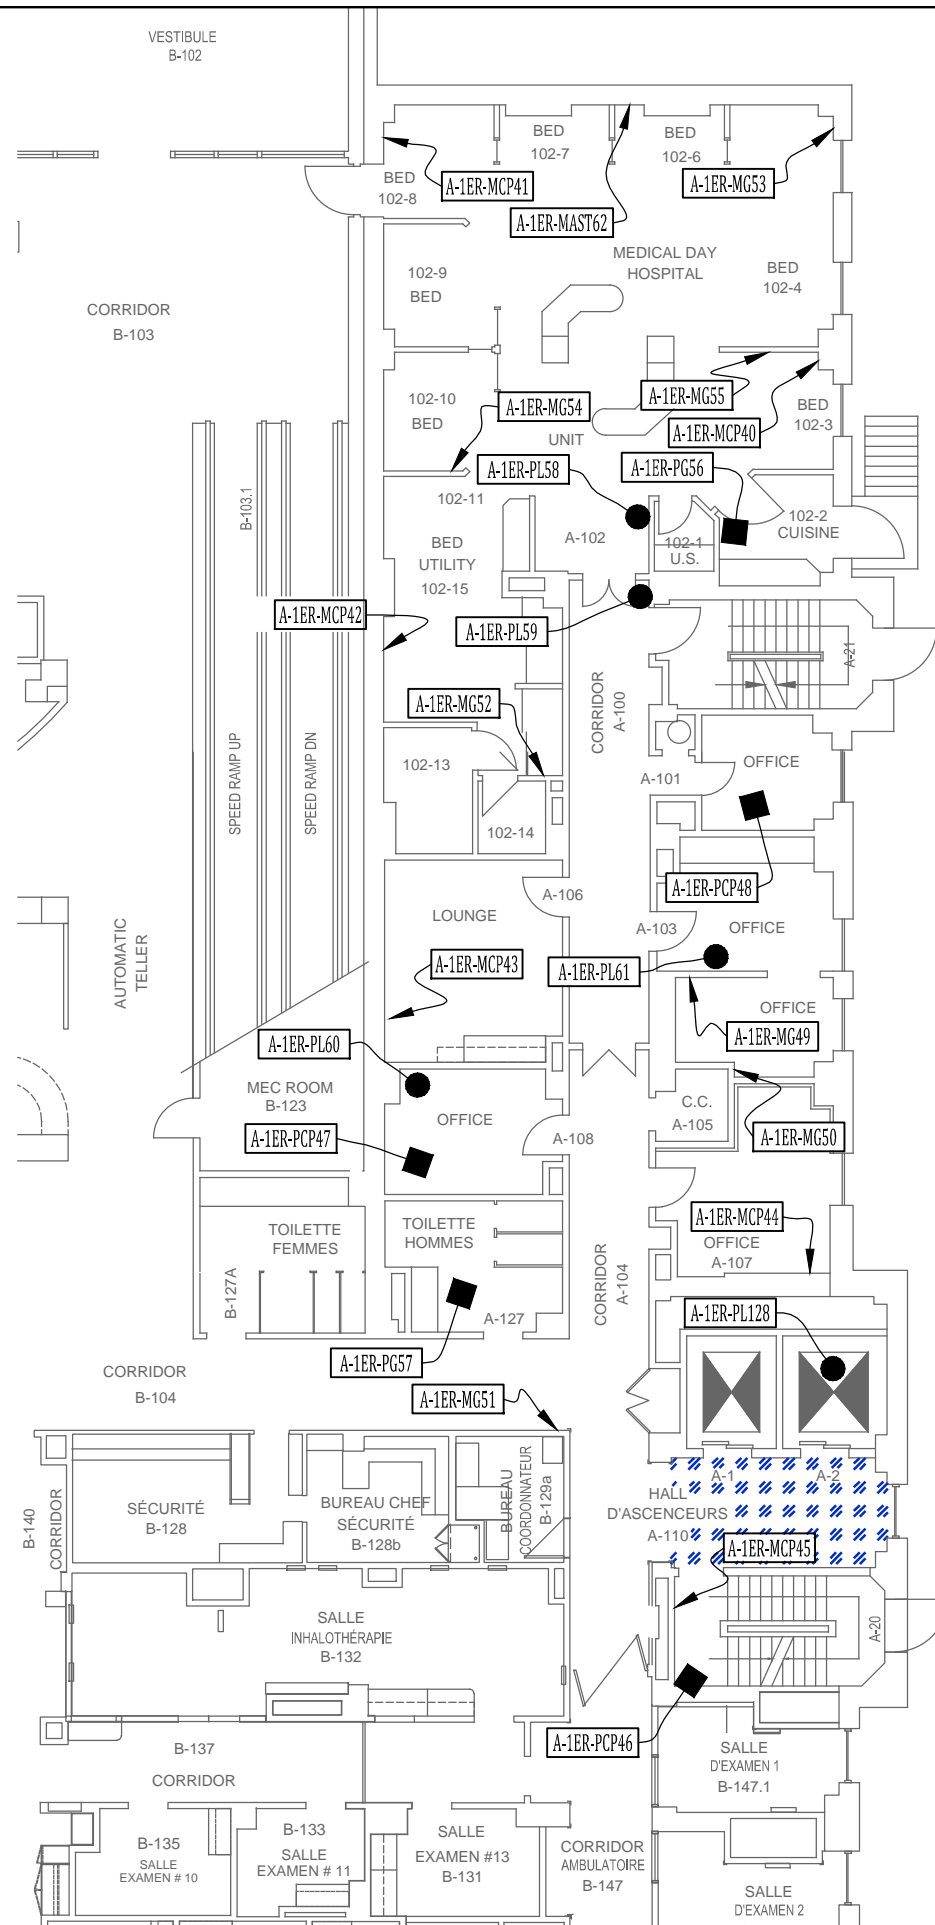 VESTIBULE
B-102
BED
102-7
BED
102-6
BED
102-8
A-1ER-MCP41
A-1ER-MG53
A-1ER-MAST62
MEDICAL DAY
HOSPITAL
102-9
BED
BED
102-4
CORRIDOR
B-103
102-10
BED
A-1ER-MG54
A-1ER-MG55
BED
102-3
UNIT
A-1ER-MCP40
A-1ER-PL58
A-1ER-PG56
B-103.1
102-11
A-102
102-1
U.S.
102-2
CUISINE
BED
UTILITY
102-15
A-1ER-MCP42
A-1ER-PL59
A-21
A-1ER-MG52
CORRIDOR
A-100
SPEED RAMP UP
SPEED RAMP DN
102-13
A-101
OFFICE
102-14
A-1ER-PCP48
A-106
LOUNGE
A-103
OFFICE
AUTOMATIC
TELLER
A-1ER-MCP43
A-1ER-PL61
OFFICE
A-1ER-MG49
A-1ER-PL60
MEC ROOM
B-123
OFFICE
C.C.
A-105
A-1ER-PCP47
A-108
A-1ER-MG50
TOILETTE
FEMMES
TOILETTE
HOMMES
A-1ER-MCP44
OFFICE
A-107
B-127A
CORRIDOR
A-104
A-127
A-1ER-PL128
A-1ER-PG57
CORRIDOR
B-104
A-1ER-MG51
A-1
A-2
HALL
D'ASCENCEURS
A-110
B-140
CORRIDOR
SÉCURITÉ
B-128
BUREAU CHEF
SÉCURITÉ
B-128b
BUREAU
COORDONNATEUR
B-129a
A-1ER-MCP45
SALLE
INHALOTHÉRAPIE
B-132
A-20
A-1ER-PCP46
B-137
CORRIDOR
SALLE
D'EXAMEN 1
B-147.1
B-135
SALLE
EXAMEN # 10
B-133
SALLE
EXAMEN # 11
SALLE
EXAMEN #13
B-131
CORRIDOR
AMBULATOIRE
B-147
SALLE
D'EXAMEN 2